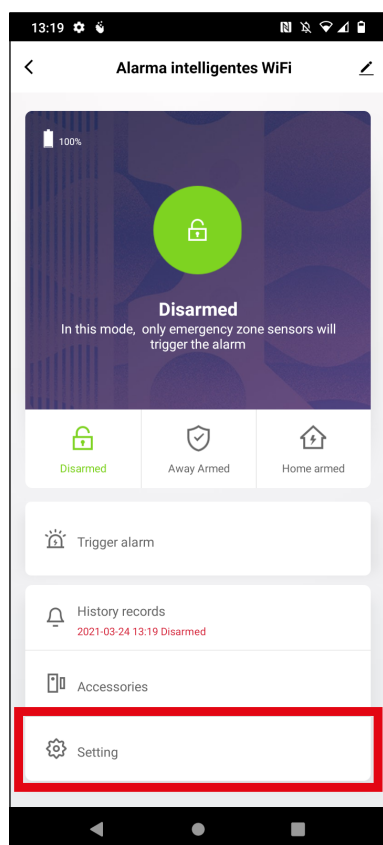 13:19
Alarma intelligentes WiFi
100%
Disarmed
In this mode, only emergency zone sensors will
trigger the alarm
Disarmed
Away Armed
Home armed
Trigger alarm
History records
2021-03-24 13:19 Disarmed
Accessories
Setting